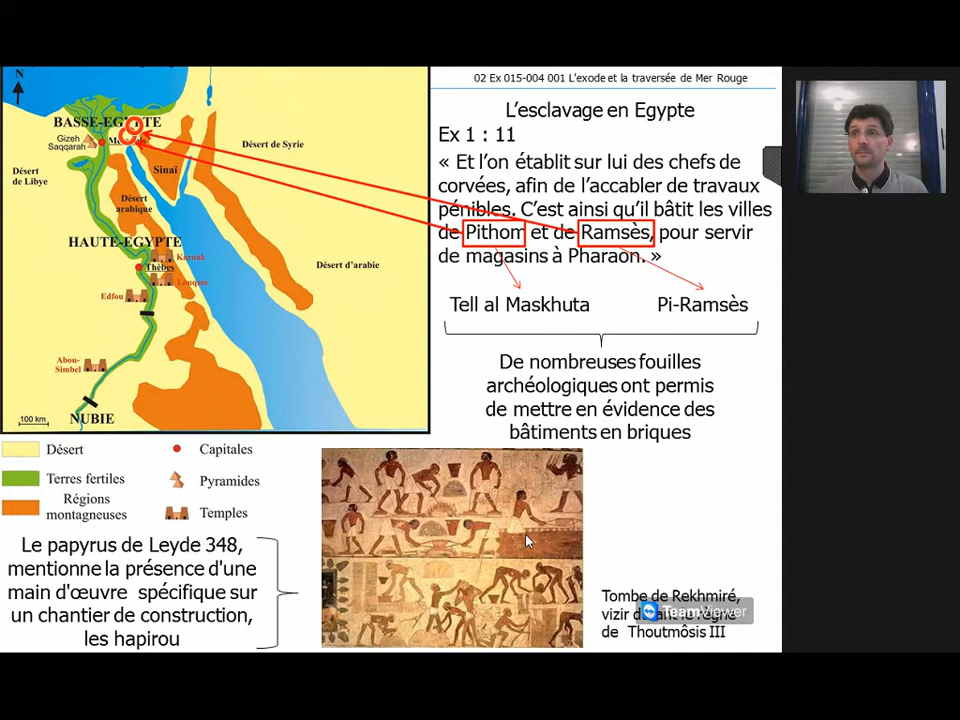 02 Ex 015-004 001 L'exode et la traversée de Mer Rouge
L'esclavage en Egypte
Ex 1 : 11
« Et l'on établit sur lui des chefs de
corvées, afin de l'accabler de travaux
pénibles. C'est ainsi qu'il bâtit les villes
de Pithom et de Ramsès, pour servir
de magasins à Pharaon. »
Tell al Maskhuta
Pi-Ramsès
De nombreuses fouilles
archéologiques ont permis
de mettre en évidence des
bâtiments en briques
N
BASSE-EGYPTE
Gizeh
Saqqarah
Désert de Syrie
Désert
de Libye
Sinaï
Désert
arabique
HAUTE-EGYPTE
Karnak
Thèbes
Louqsor
Désert d'arabie
Edfou
Abou-
Simbel
NUBIE
100 km
Désert
Terres fertiles
Régions
montagneuses
Capitales
Pyramides
Temples
Le papyrus de Leyde 348,
mentionne la présence d'une
main d'œuvre spécifique sur
un chantier de construction,
les hapirou
Tombe de Rekhmiré,
vizir durant le règne
de Thoutmôsis III
TeamViewer